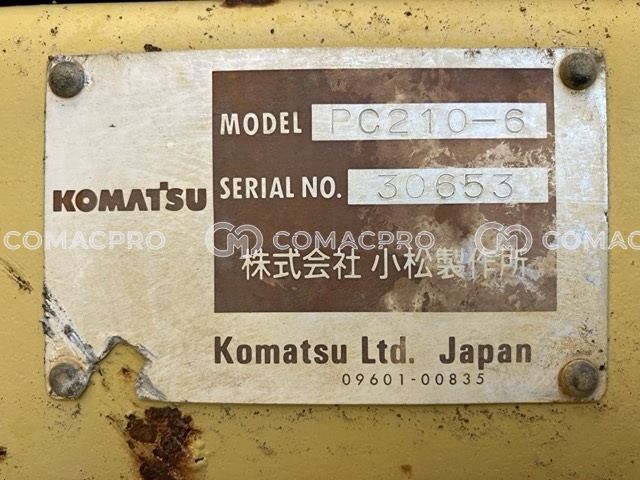 MODEL PC210-6
KOMATSU
SERIAL NO. 30653
COMACPRO COMACPRO COMACPRO
株式会社 小松製作所
Komatsu Ltd. Japan
09601-00835